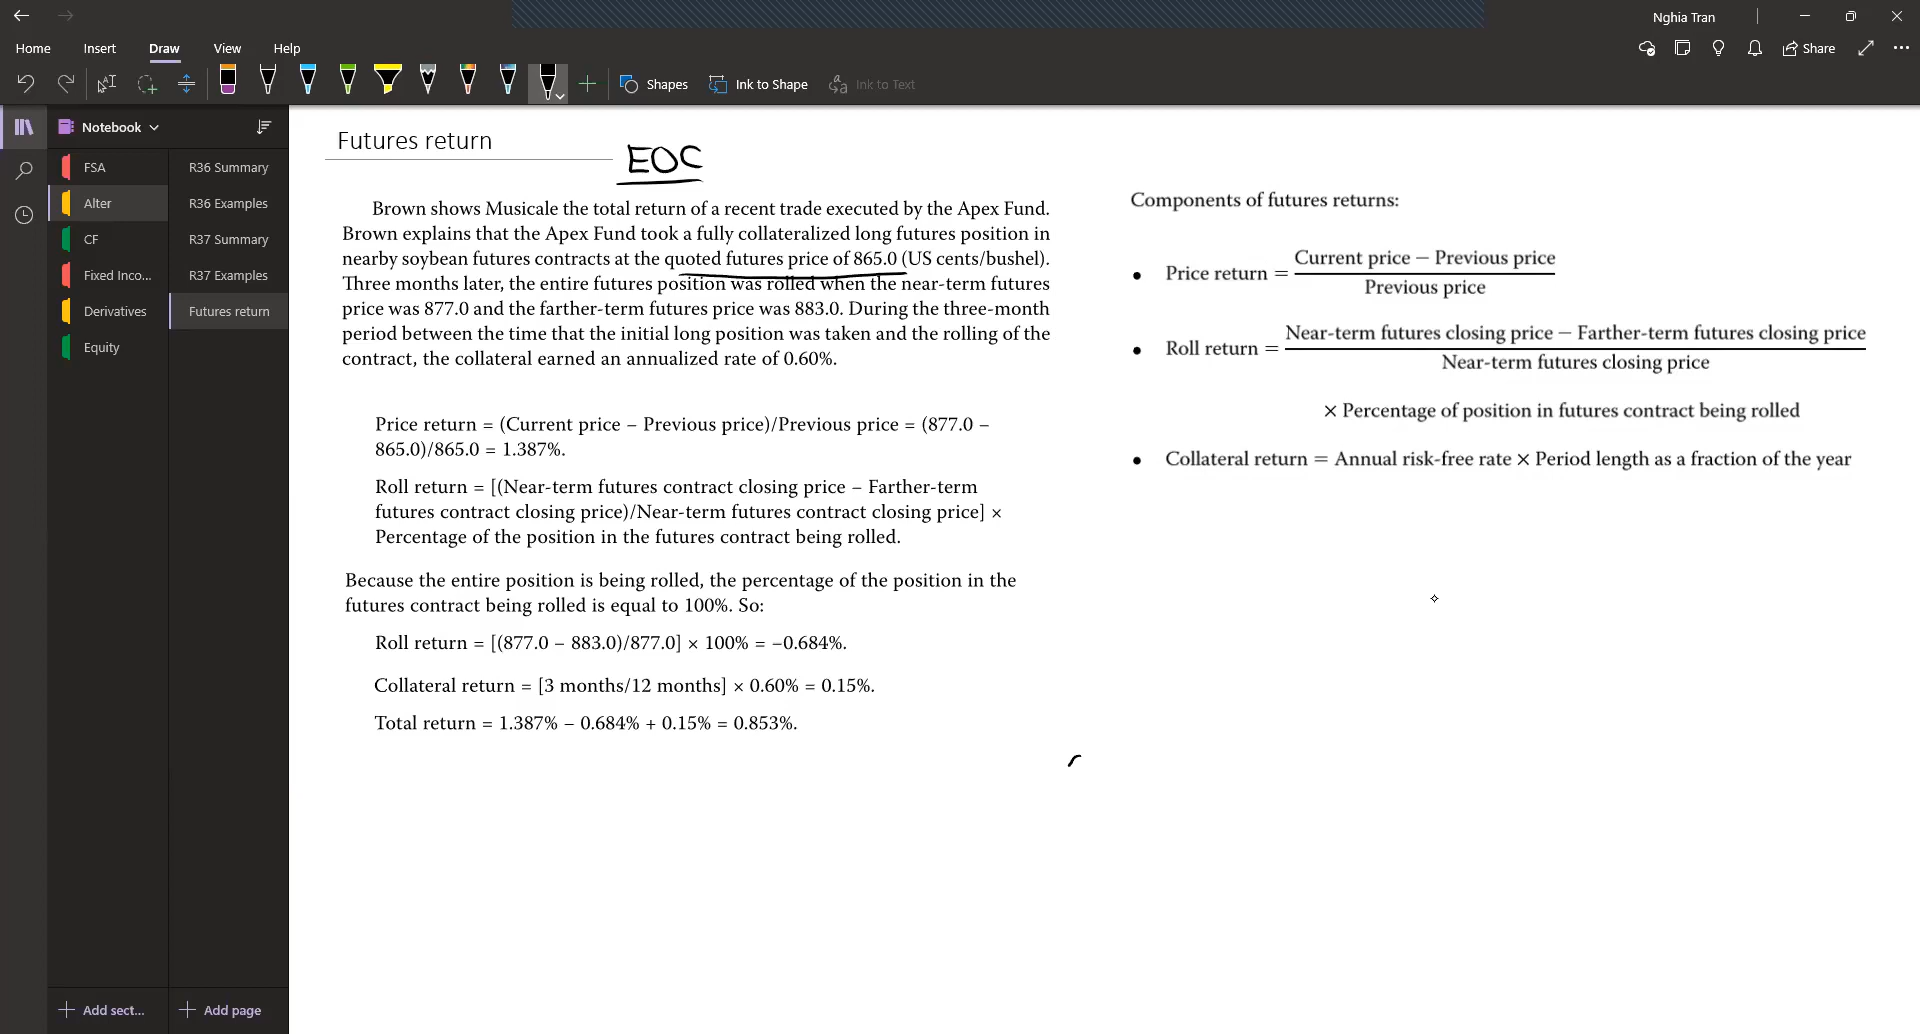 Nghia Tran
Home Insert Draw View Help
Share
Shapes Ink to Shape Ink to Text
Notebook
FSA
Alter
CF
Fixed Inco...
Derivatives
Equity
R36 Summary
R36 Examples
R37 Summary
R37 Examples
Futures return
Add sect...
Add page
Futures return
EOC
Brown shows Musicale the total return of a recent trade executed by the Apex Fund.
Brown explains that the Apex Fund took a fully collateralized long futures position in
nearby soybean futures contracts at the quoted futures price of 865.0 (US cents/bushel).
Three months later, the entire futures position was rolled when the near-term futures
price was 877.0 and the farther-term futures price was 883.0. During the three-month
period between the time that the initial long position was taken and the rolling of the
contract, the collateral earned an annualized rate of 0.60%.
Price return = (Current price – Previous price)/Previous price = (877.0 –
865.0)/865.0 = 1.387%.
Roll return = [(Near-term futures contract closing price – Farther-term
futures contract closing price)/Near-term futures contract closing price] ×
Percentage of the position in the futures contract being rolled.
Because the entire position is being rolled, the percentage of the position in the
futures contract being rolled is equal to 100%. So:
Roll return = [(877.0 – 883.0)/877.0] × 100% = –0.684%.
Collateral return = [3 months/12 months] × 0.60% = 0.15%.
Total return = 1.387% – 0.684% + 0.15% = 0.853%.
Components of futures returns:
• Price return = Current price – Previous price
Previous price
• Roll return = Near-term futures closing price – Farther-term futures closing price
Near-term futures closing price
× Percentage of position in futures contract being rolled
• Collateral return = Annual risk-free rate × Period length as a fraction of the year